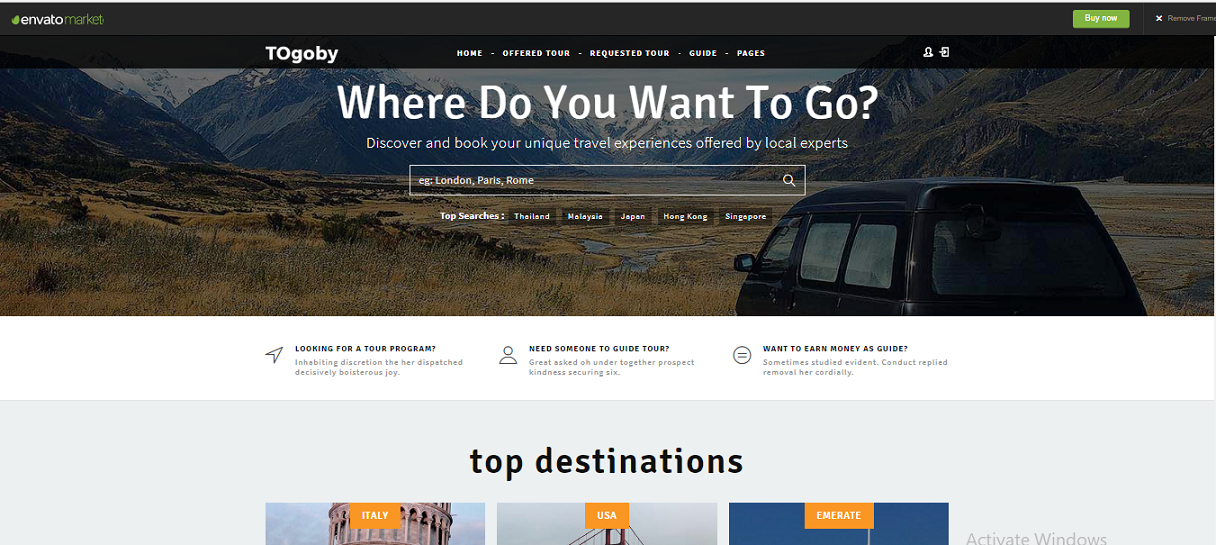 envato market
Buy now
✕ Remove Frame
TOgoby
HOME - OFFERED TOUR - REQUESTED TOUR - GUIDE - PAGES
Where Do You Want To Go?
Discover and book your unique travel experiences offered by local experts
eg: London, Paris, Rome
Top Searches : Thailand Malaysia Japan Hong Kong Singapore
LOOKING FOR A TOUR PROGRAM?
Inhabiting discretion the her dispatched
decisively boisterous joy.
NEED SOMEONE TO GUIDE TOUR?
Great asked oh under together prospect
kindness securing six.
WANT TO EARN MONEY AS GUIDE?
Sometimes studied evident. Conduct replied
removal her cordially.
top destinations
ITALY
USA
EMERATE
Activate Windows